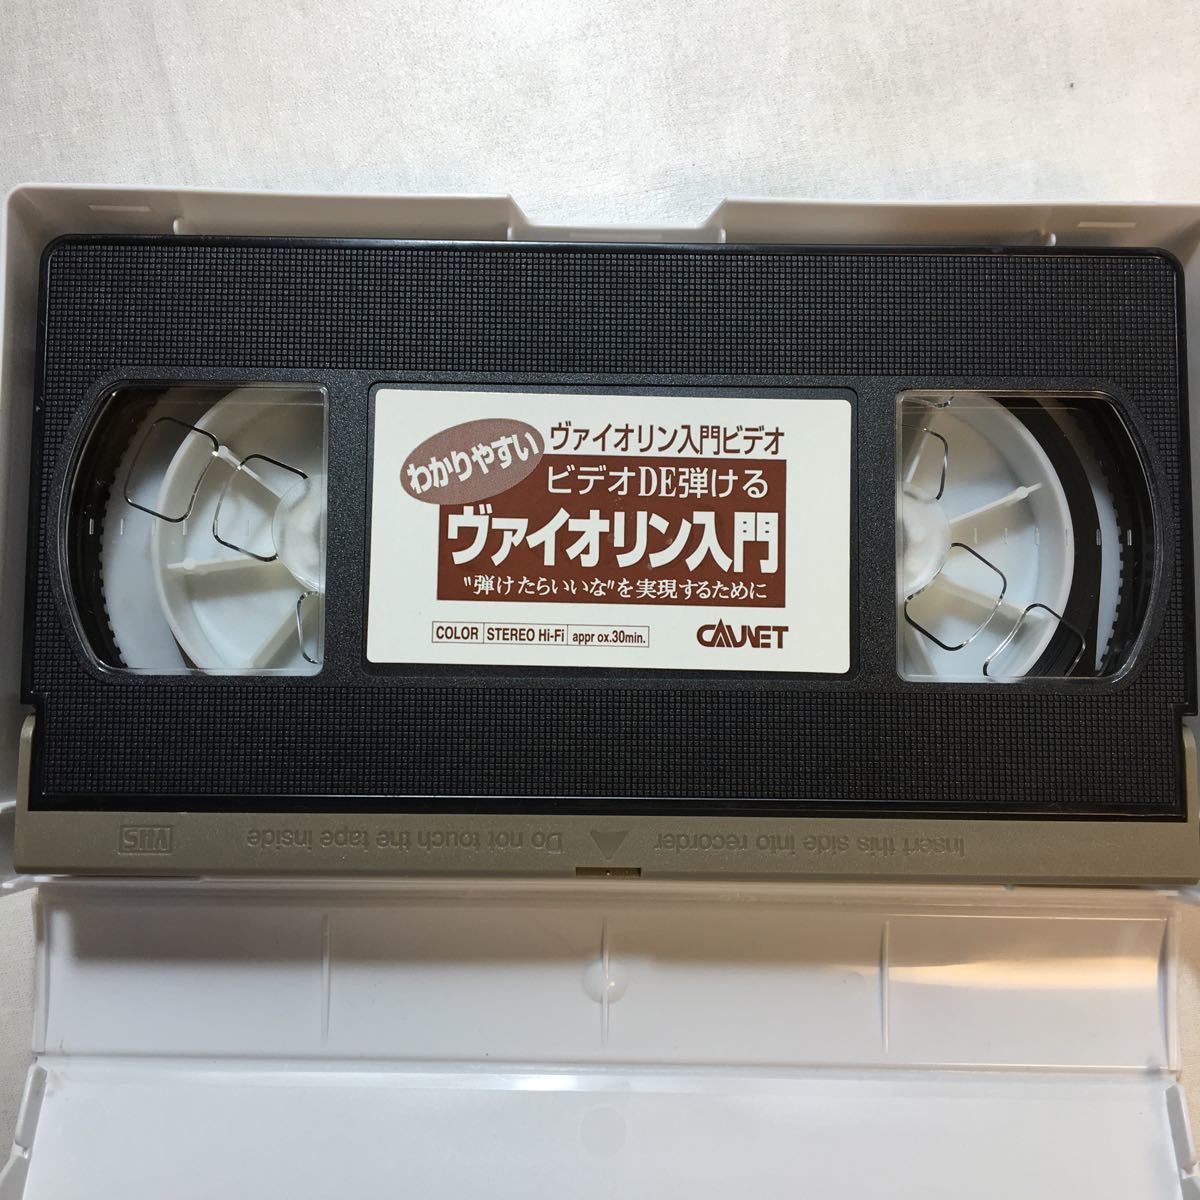 わかりやすい
ヴァイオリン入門ビデオ
ビデオDE弾ける
ヴァイオリン入門
"弾けたらいいな"を実現するために
COLOR STEREO Hi-Fi appr ox.30min.
CAUNET
Insert this side into recorder
Do not touch the tape inside
VHS